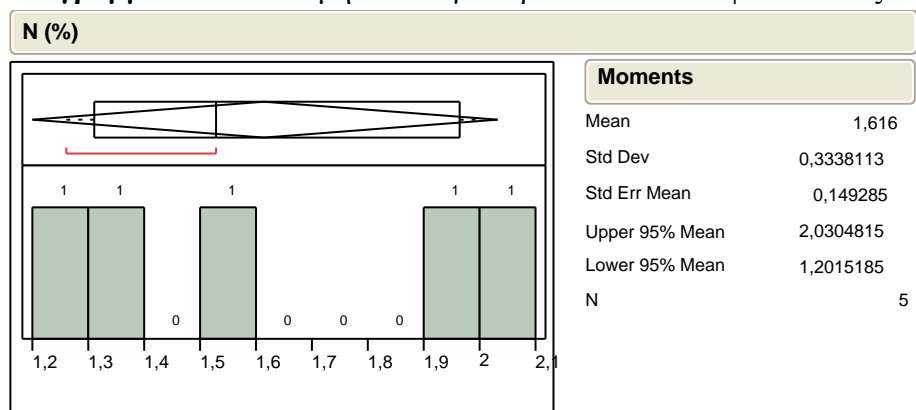 N (%)
1 1 1 1 1
0 0 0 0
1,2 1,3 1,4 1,5 1,6 1,7 1,8 1,9 2 2,1
Moments
Mean 1,616
Std Dev 0,3338113
Std Err Mean 0,149285
Upper 95% Mean 2,0304815
Lower 95% Mean 1,2015185
N 5